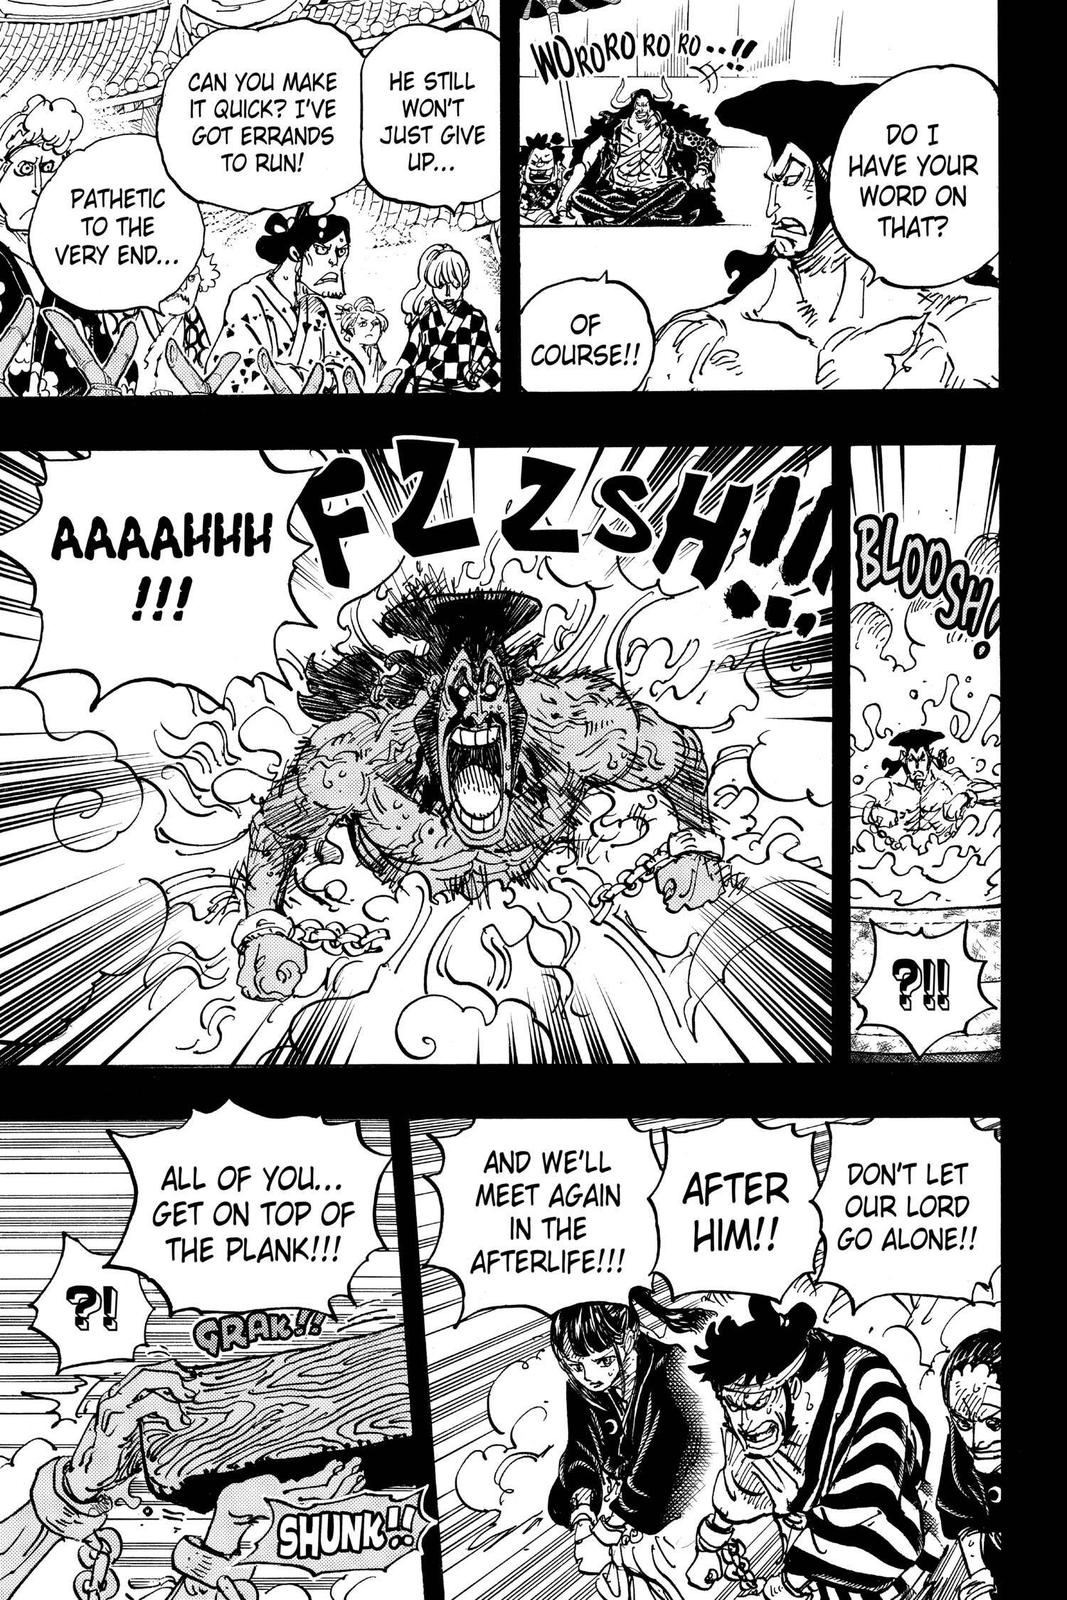 WORORORORORO...!!
DO I
HAVE YOUR
WORD ON
THAT?
OF
COURSE!!
HE STILL
WON'T
JUST GIVE
UP...
CAN YOU MAKE
IT QUICK? I'VE
GOT ERRANDS
TO RUN!
PATHETIC
TO THE
VERY END...
BLOOSH!!
?!!
FZZSH!!!
AAAAHHH
!!!
DON'T LET
OUR LORD
GO ALONE!!
AFTER
HIM!!
AND WE'LL
MEET AGAIN
IN THE
AFTERLIFE!!!
ALL OF YOU...
GET ON TOP OF
THE PLANK!!!
?!
GRAK!!
SHUNK!!